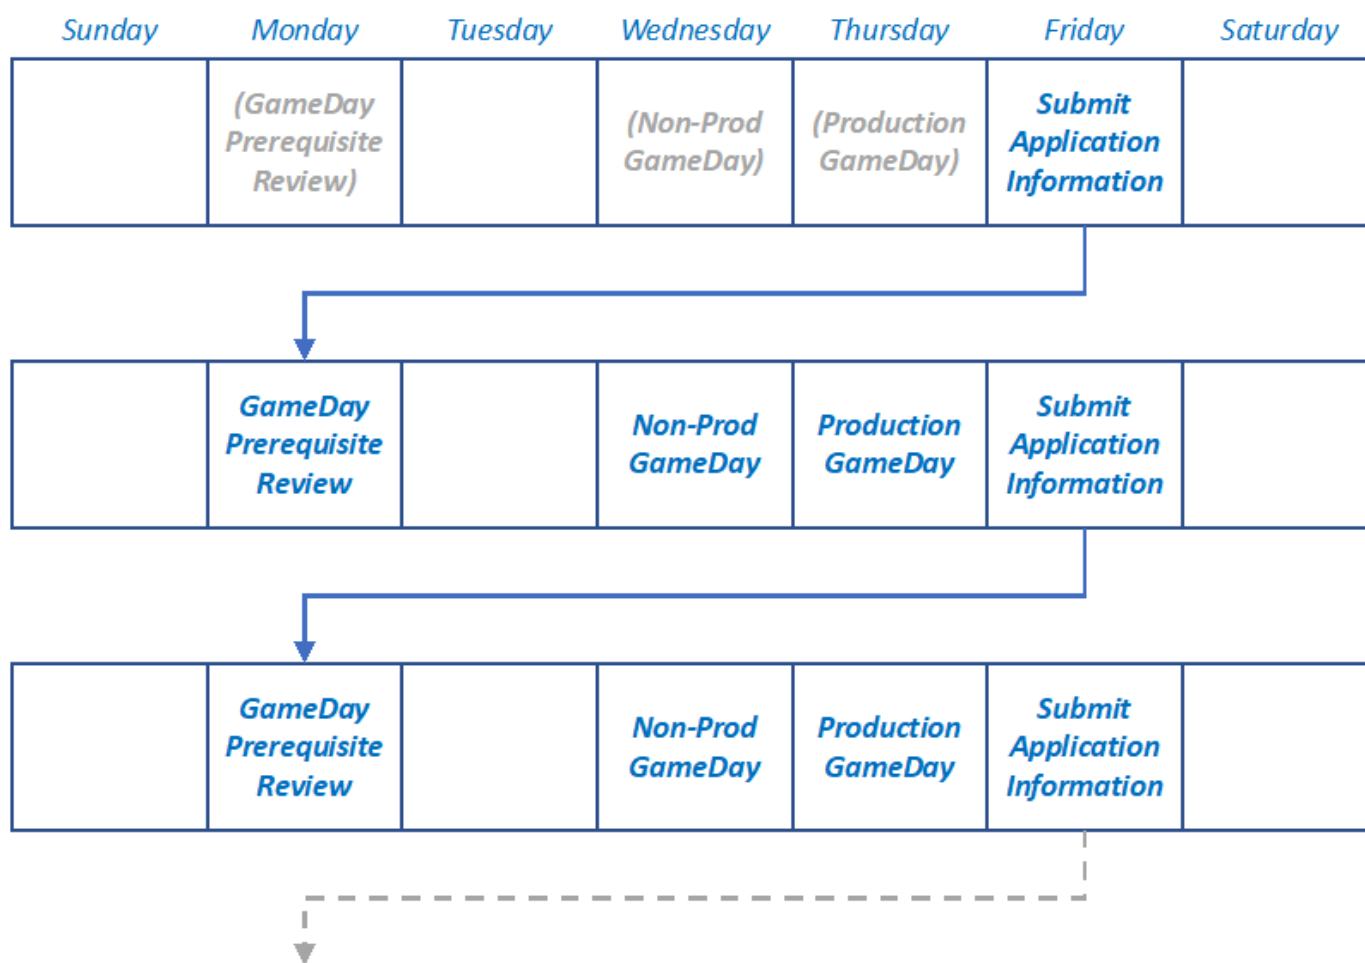 Sunday Monday Tuesday Wednesday Thursday Friday Saturday
(GameDay
Prerequisite
Review)
(Non-Prod
GameDay)
(Production
GameDay)
Submit
Application
Information
GameDay
Prerequisite
Review
Non-Prod
GameDay
Production
GameDay
Submit
Application
Information
GameDay
Prerequisite
Review
Non-Prod
GameDay
Production
GameDay
Submit
Application
Information